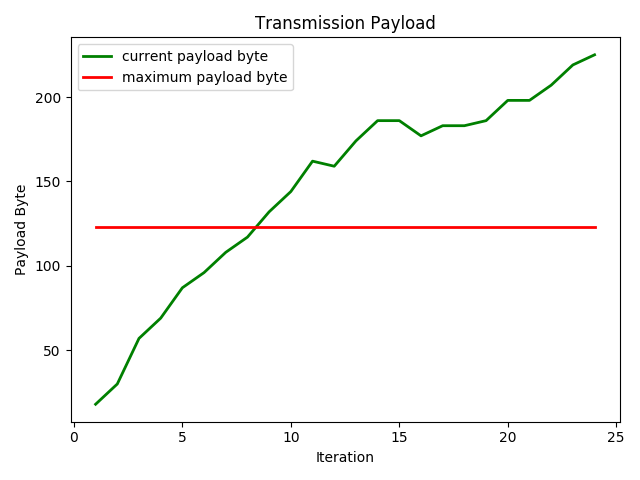 Transmission Payload
current payload byte
maximum payload byte
200
150
100
50
Payload Byte
0 5 10 15 20 25
Iteration